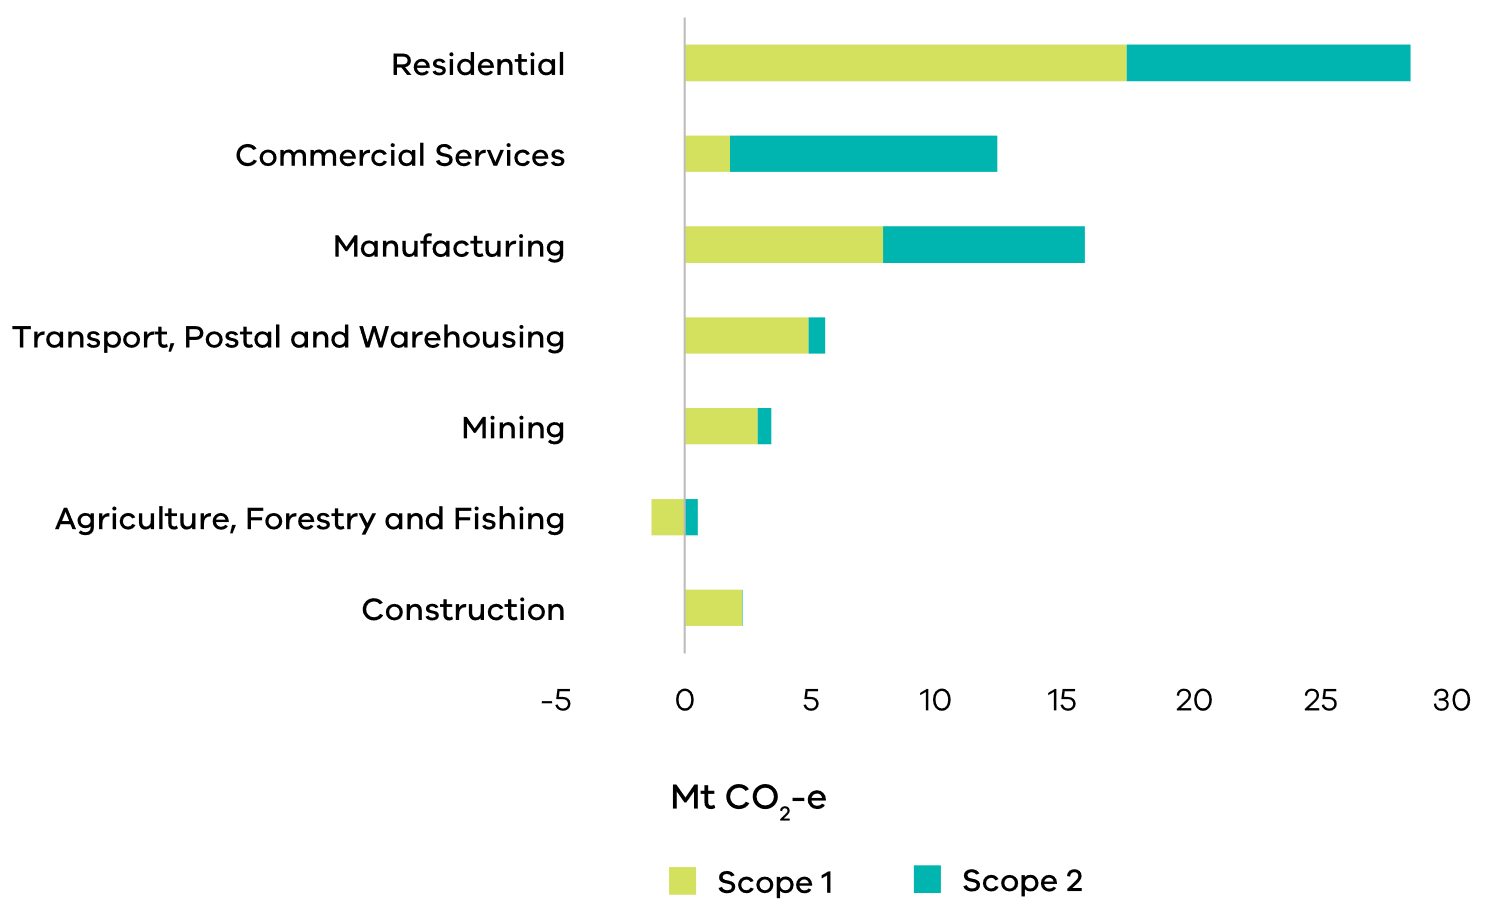 Residential
Commercial Services
Manufacturing
Transport, Postal and Warehousing
Mining
Agriculture, Forestry and Fishing
Construction
-5 0 5 10 15 20 25 30
Mt CO₂-e
Scope 1 Scope 2